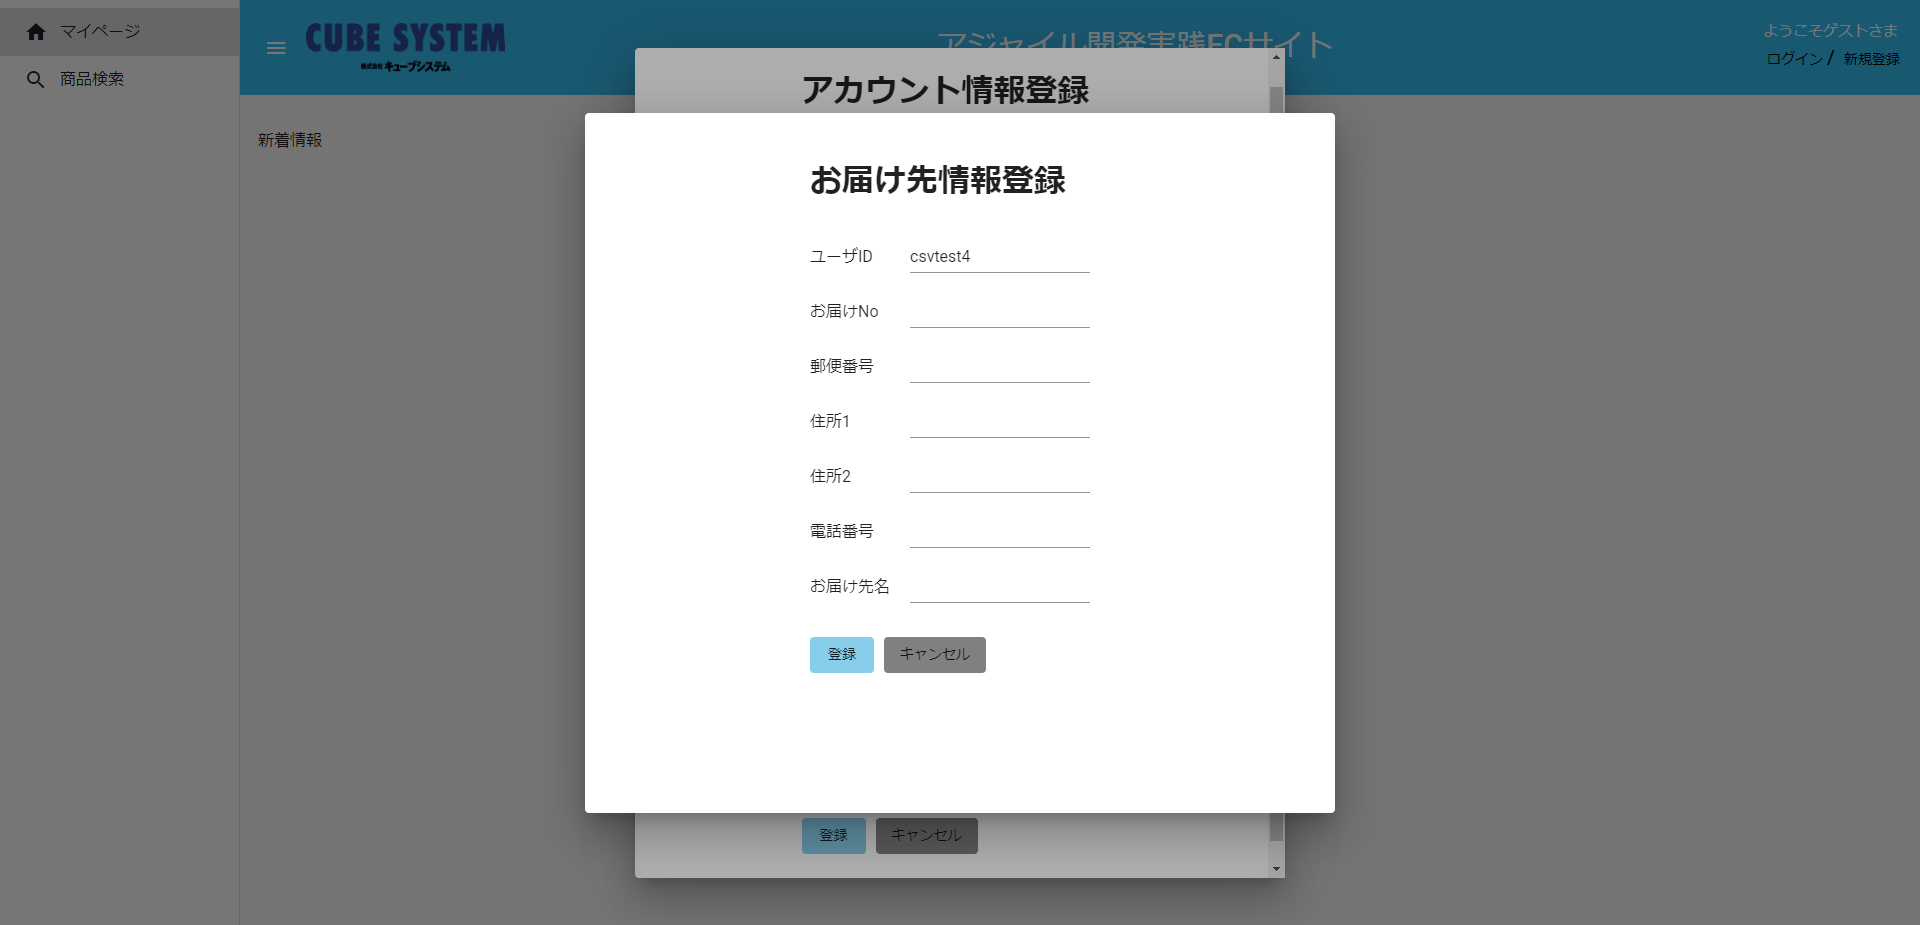 マイページ
商品検索
CUBE SYSTEM
株式会社 キューブシステム
アジャイル開発実践ECサイト
ようこそゲストさま
ログイン / 新規登録
新着情報
アカウント情報登録
お届け先情報登録
ユーザID csvtest4
お届けNo
郵便番号
住所1
住所2
電話番号
お届け先名
登録 キャンセル
登録 キャンセル